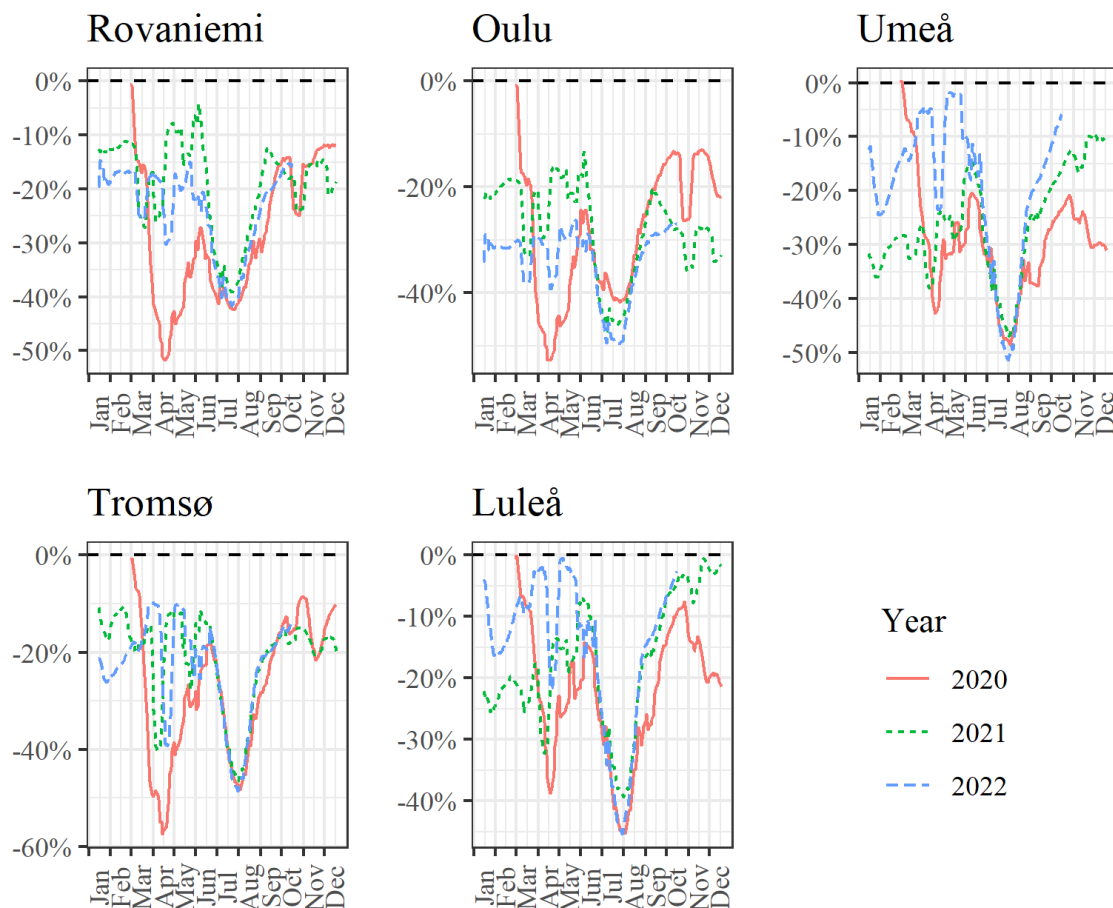 Rovaniemi
0%
-10%
-20%
-30%
-40%
-50%
Jan
Feb
Mar
Apr
May
Jun
Jul
Aug
Sep
Oct
Nov
Dec
Oulu
0%
-20%
-40%
Jan
Feb
Mar
Apr
May
Jun
Jul
Aug
Sep
Oct
Nov
Dec
Umeå
0%
-10%
-20%
-30%
-40%
-50%
Jan
Feb
Mar
Apr
May
Jun
Jul
Aug
Sep
Oct
Nov
Dec
Tromsø
0%
-20%
-40%
-60%
Jan
Feb
Mar
Apr
May
Jun
Jul
Aug
Sep
Oct
Nov
Dec
Luleå
0%
-10%
-20%
-30%
-40%
Jan
Feb
Mar
Apr
May
Jun
Jul
Aug
Sep
Oct
Nov
Dec
Year
2020
2021
2022